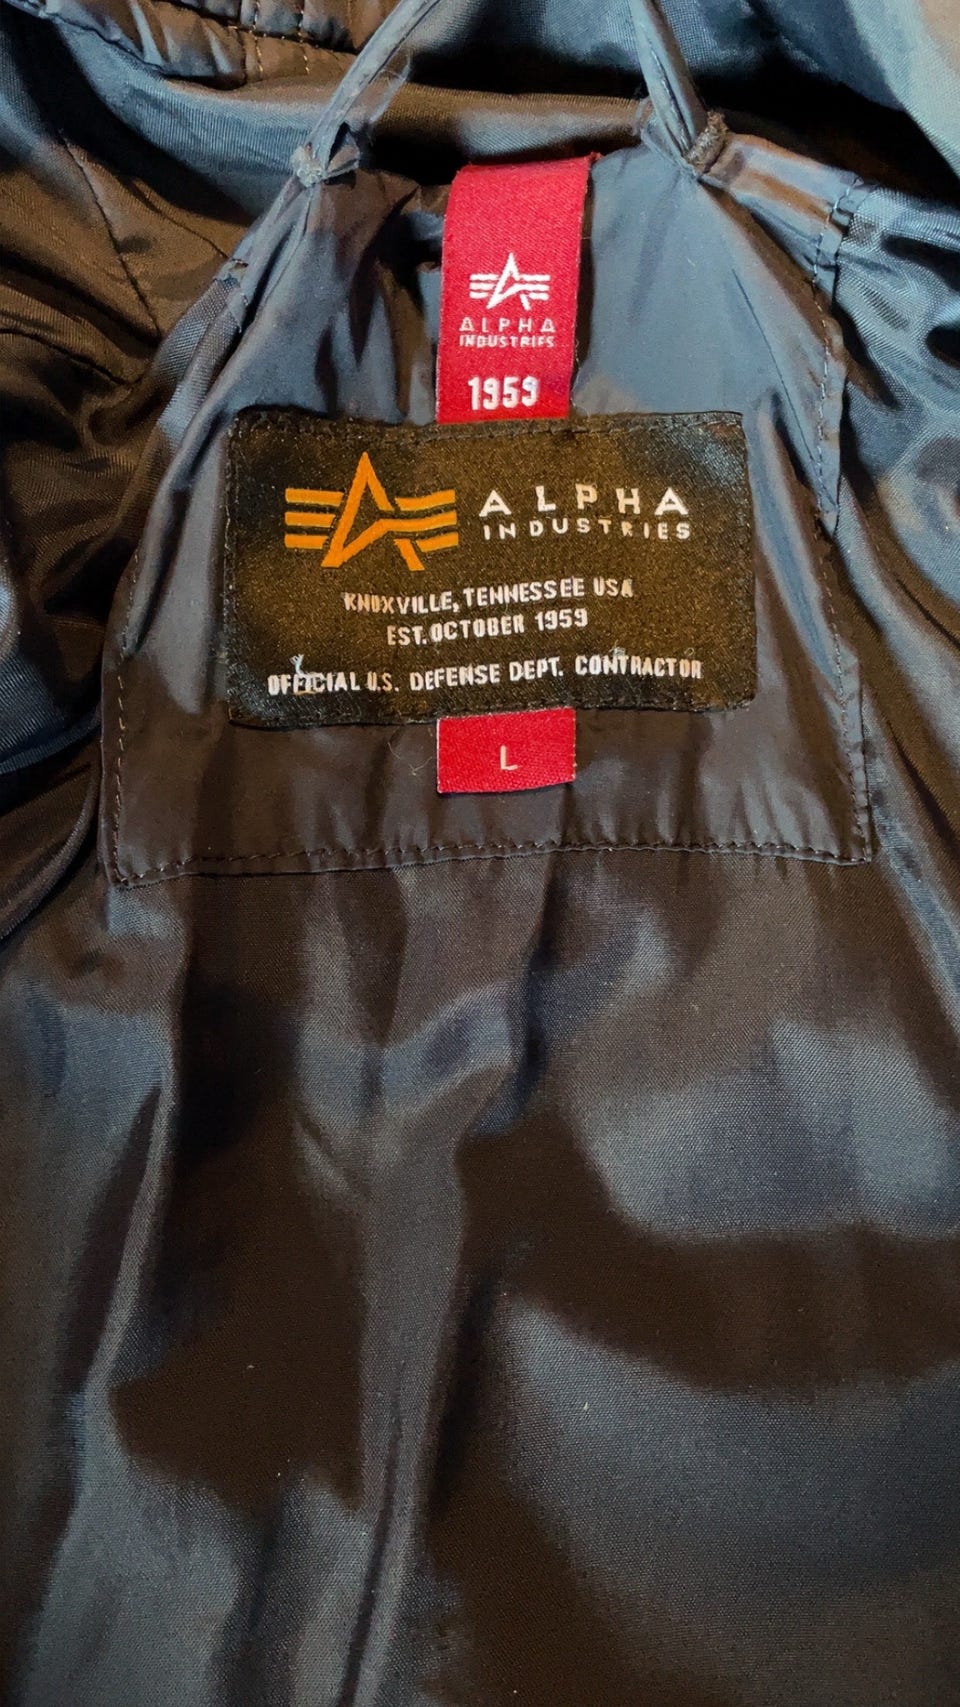 ALPHA
INDUSTRIES
1959
ALPHA
INDUSTRIES
KNOXVILLE, TENNESSEE USA
EST. OCTOBER 1959
OFFICIAL U.S. DEFENSE DEPT. CONTRACTOR
L